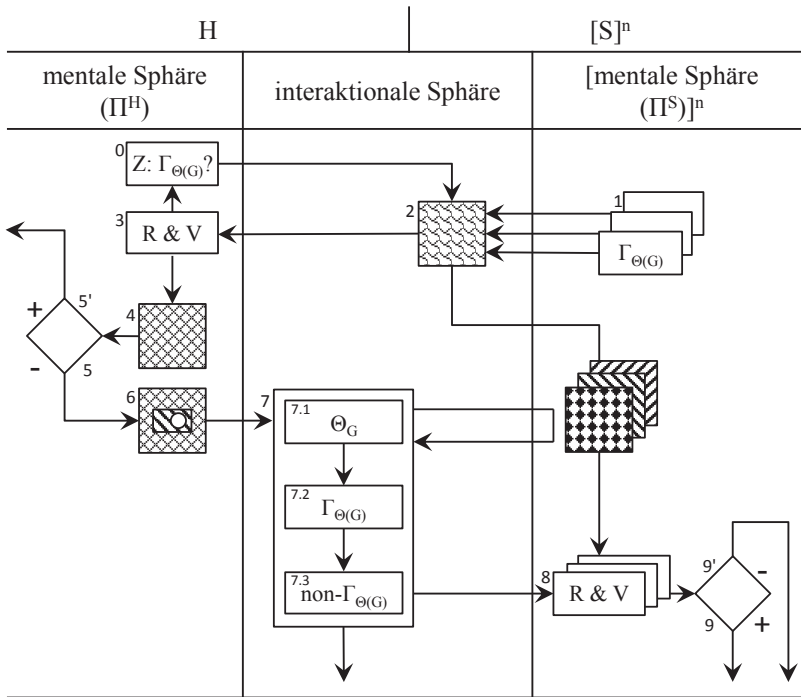 H
[S]ⁿ
mentale Sphäre
(Πᴴ)
interaktionale Sphäre
[mentale Sphäre
(Πˢ)]ⁿ
0
Z: Γ_Θ(G)?
1
Γ_Θ(G)
2
3
R & V
4
5'
+
-
5
6
7
7.1
Θ_G
7.2
Γ_Θ(G)
7.3
non-Γ_Θ(G)
8
R & V
9'
-
9
+